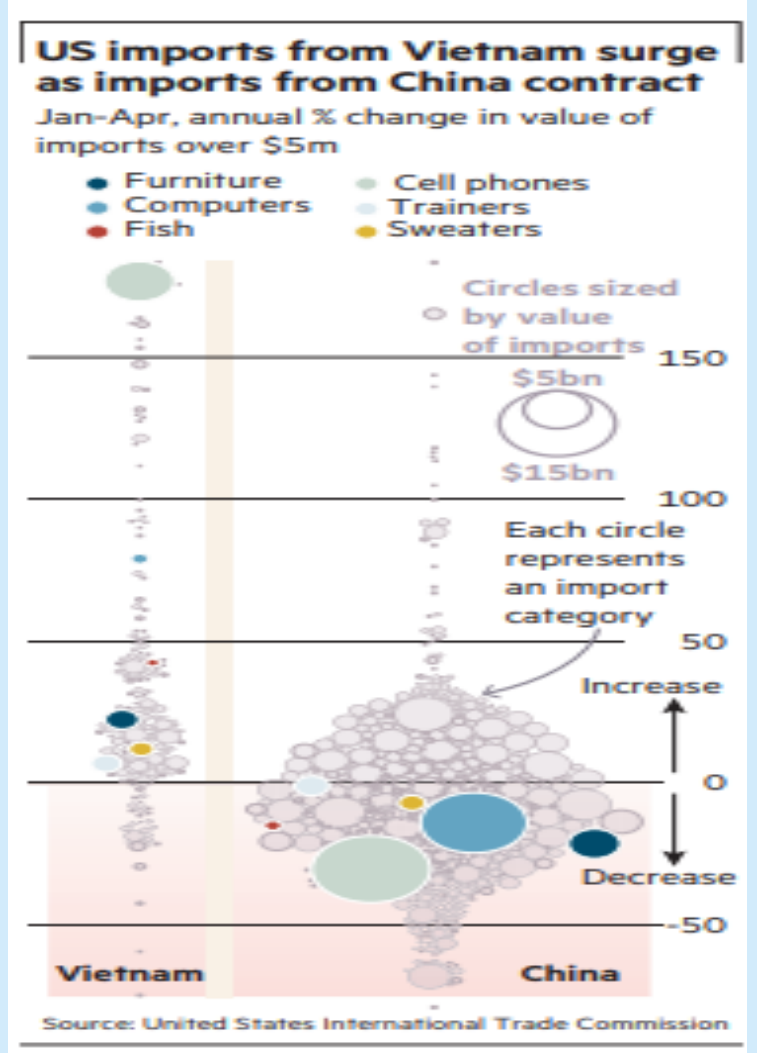 US imports from Vietnam surge
as imports from China contract
Jan-Apr, annual % change in value of
imports over $5m
Furniture
Cell phones
Computers
Trainers
Fish
Sweaters
Circles sized
by value
of imports
150
$5bn
$15bn
100
Each circle
represents
an import
category
50
Increase
0
Decrease
-50
Vietnam
China
Source: United States International Trade Commission